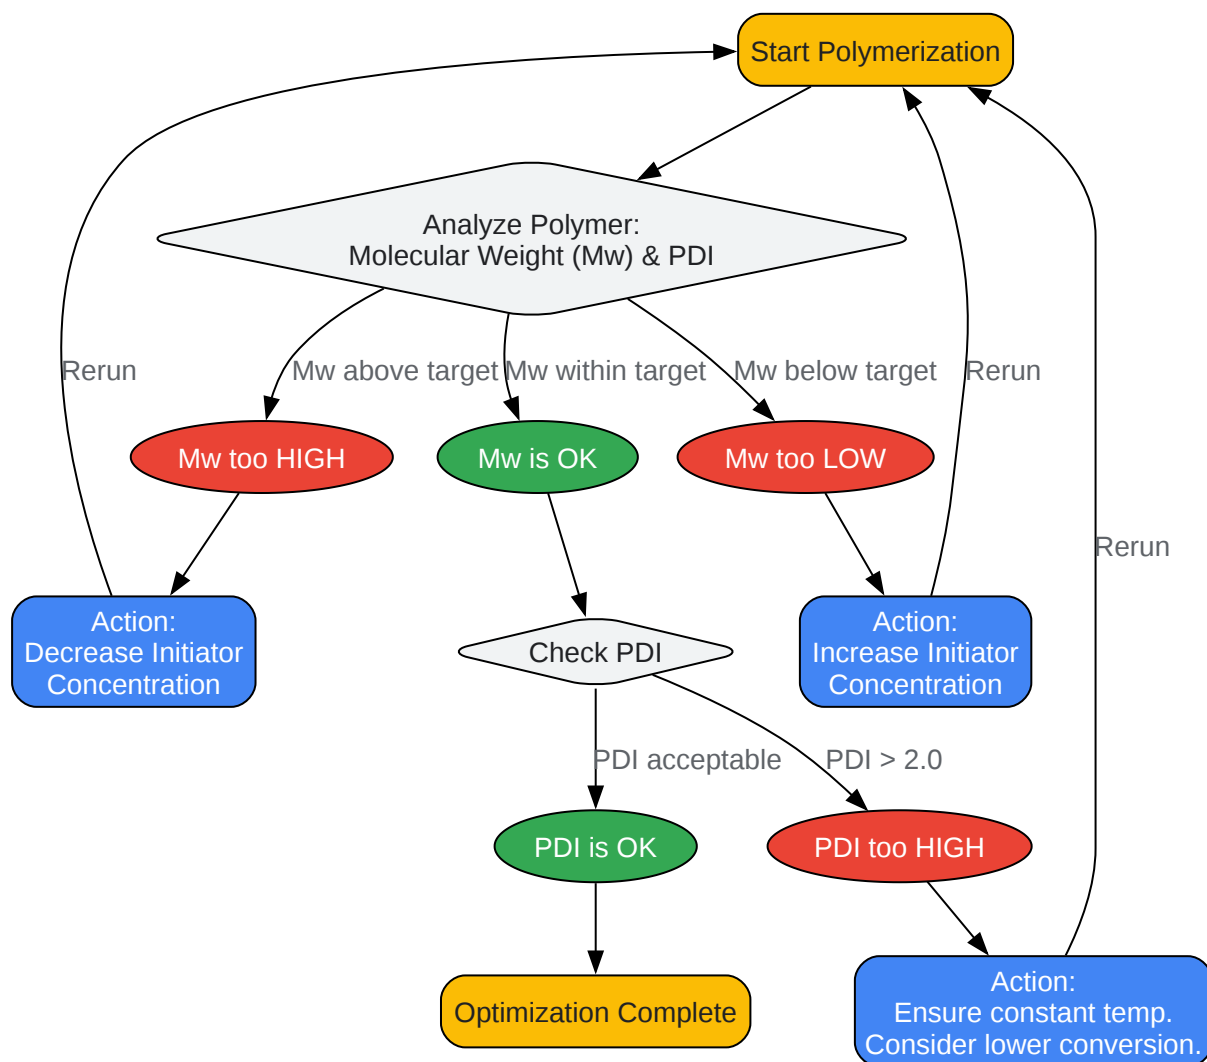 Start Polymerization
Analyze Polymer:
Molecular Weight (Mw) & PDI
Rerun
Mw above target
Mw within target
Mw below target
Rerun
Mw too HIGH
Mw is OK
Mw too LOW
Rerun
Action:
Decrease Initiator
Concentration
Check PDI
Action:
Increase Initiator
Concentration
PDI acceptable
PDI > 2.0
PDI is OK
PDI too HIGH
Optimization Complete
Action:
Ensure constant temp.
Consider lower conversion.